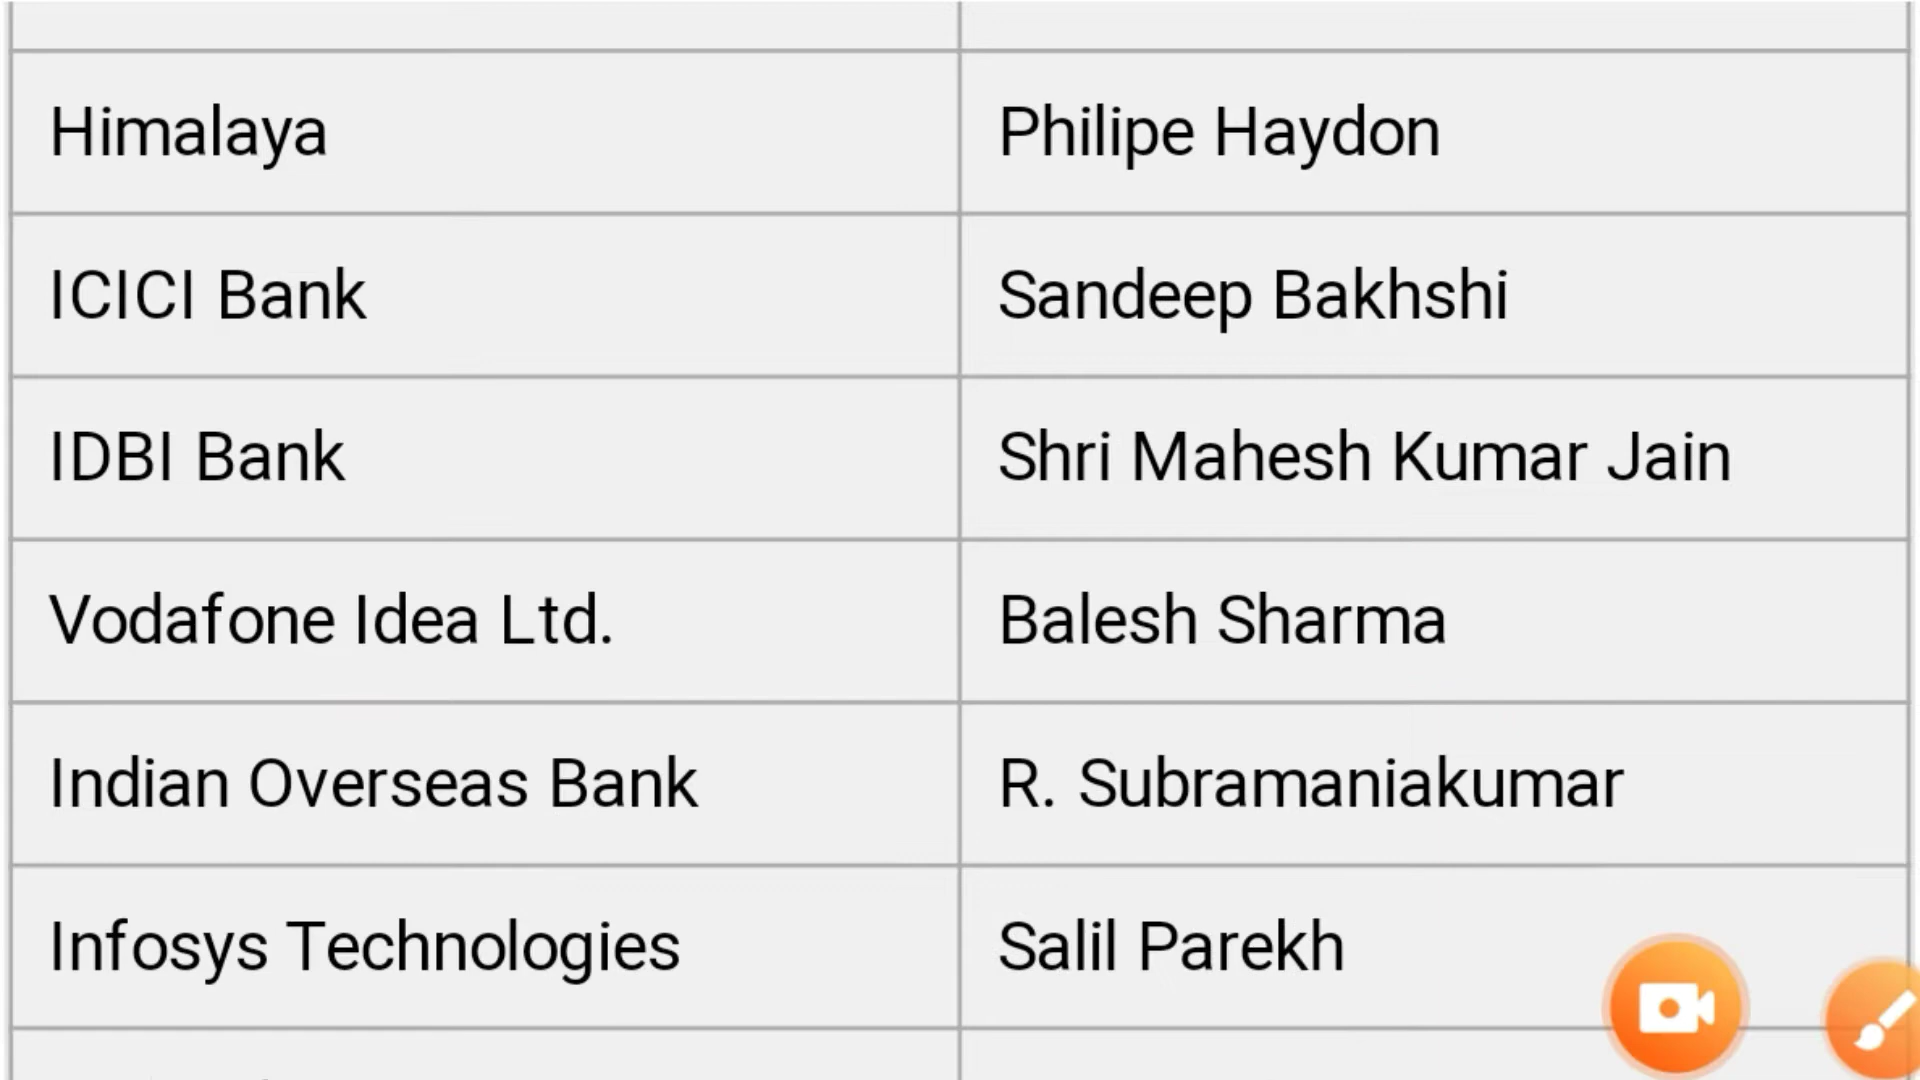 Himalaya Philipe Haydon
ICICI Bank Sandeep Bakhshi
IDBI Bank Shri Mahesh Kumar Jain
Vodafone Idea Ltd. Balesh Sharma
Indian Overseas Bank R. Subramaniakumar
Infosys Technologies Salil Parekh